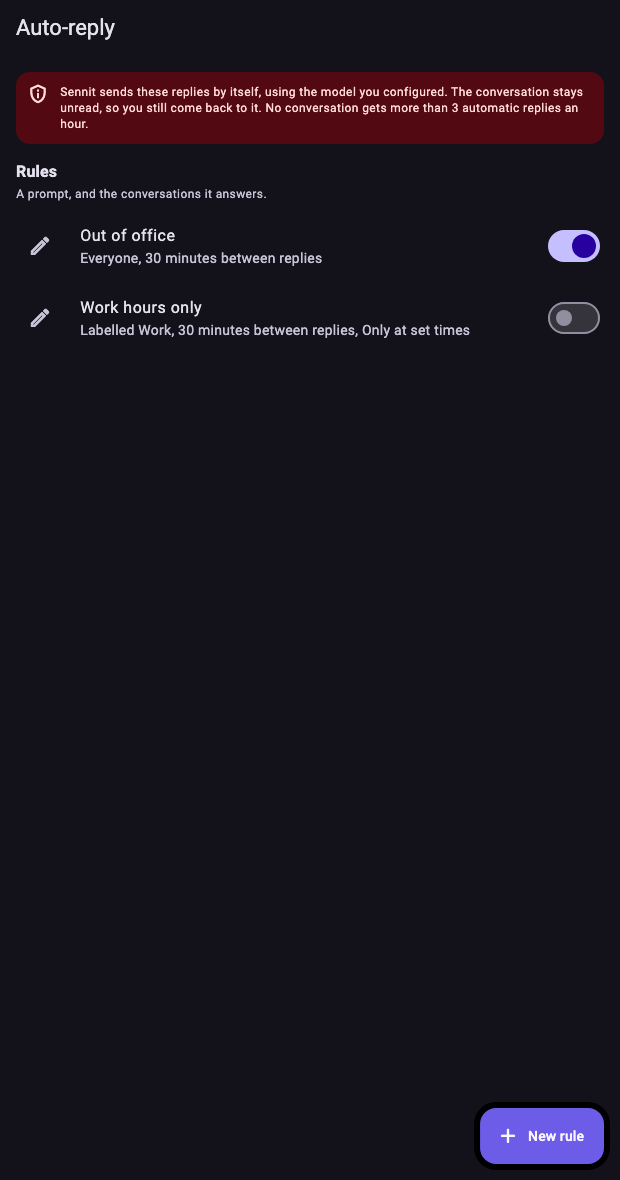 Auto-reply
Sennit sends these replies by itself, using the model you configured. The conversation stays
unread, so you still come back to it. No conversation gets more than 3 automatic replies an
hour.
Rules
A prompt, and the conversations it answers.
Out of office
Everyone, 30 minutes between replies
Work hours only
Labelled Work, 30 minutes between replies, Only at set times
New rule